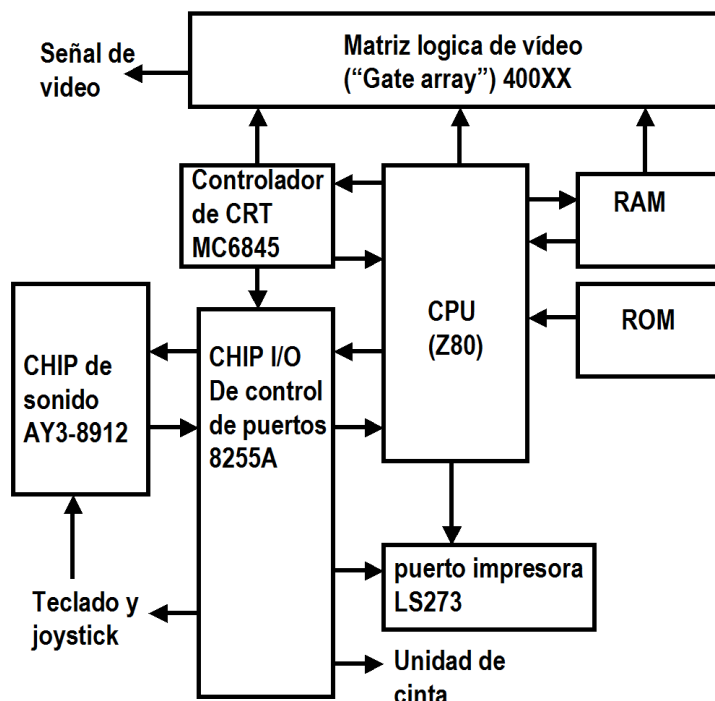 Señal de
video
Matriz logica de vídeo
(“Gate array”) 400XX
Controlador
de CRT
MC6845
CPU
(Z80)
RAM
ROM
CHIP de
sonido
AY3-8912
CHIP I/O
De control
de puertos
8255A
puerto impresora
LS273
Teclado y
joystick
Unidad de
cinta